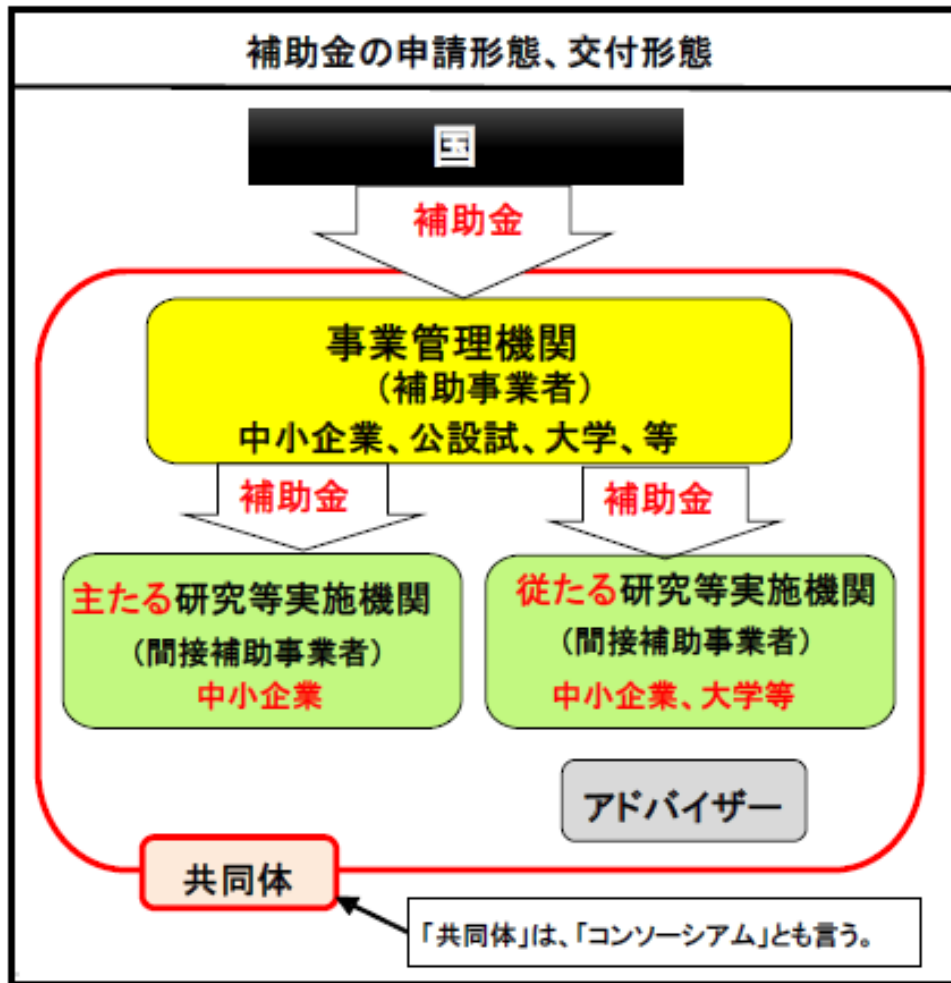 補助金の申請形態、交付形態
国
補助金
事業管理機関
（補助事業者）
中小企業、公設試、大学、等
補助金
補助金
主たる研究等実施機関
（間接補助事業者）
中小企業
従たる研究等実施機関
（間接補助事業者）
中小企業、大学等
アドバイザー
共同体
「共同体」は、「コンソーシアム」とも言う。